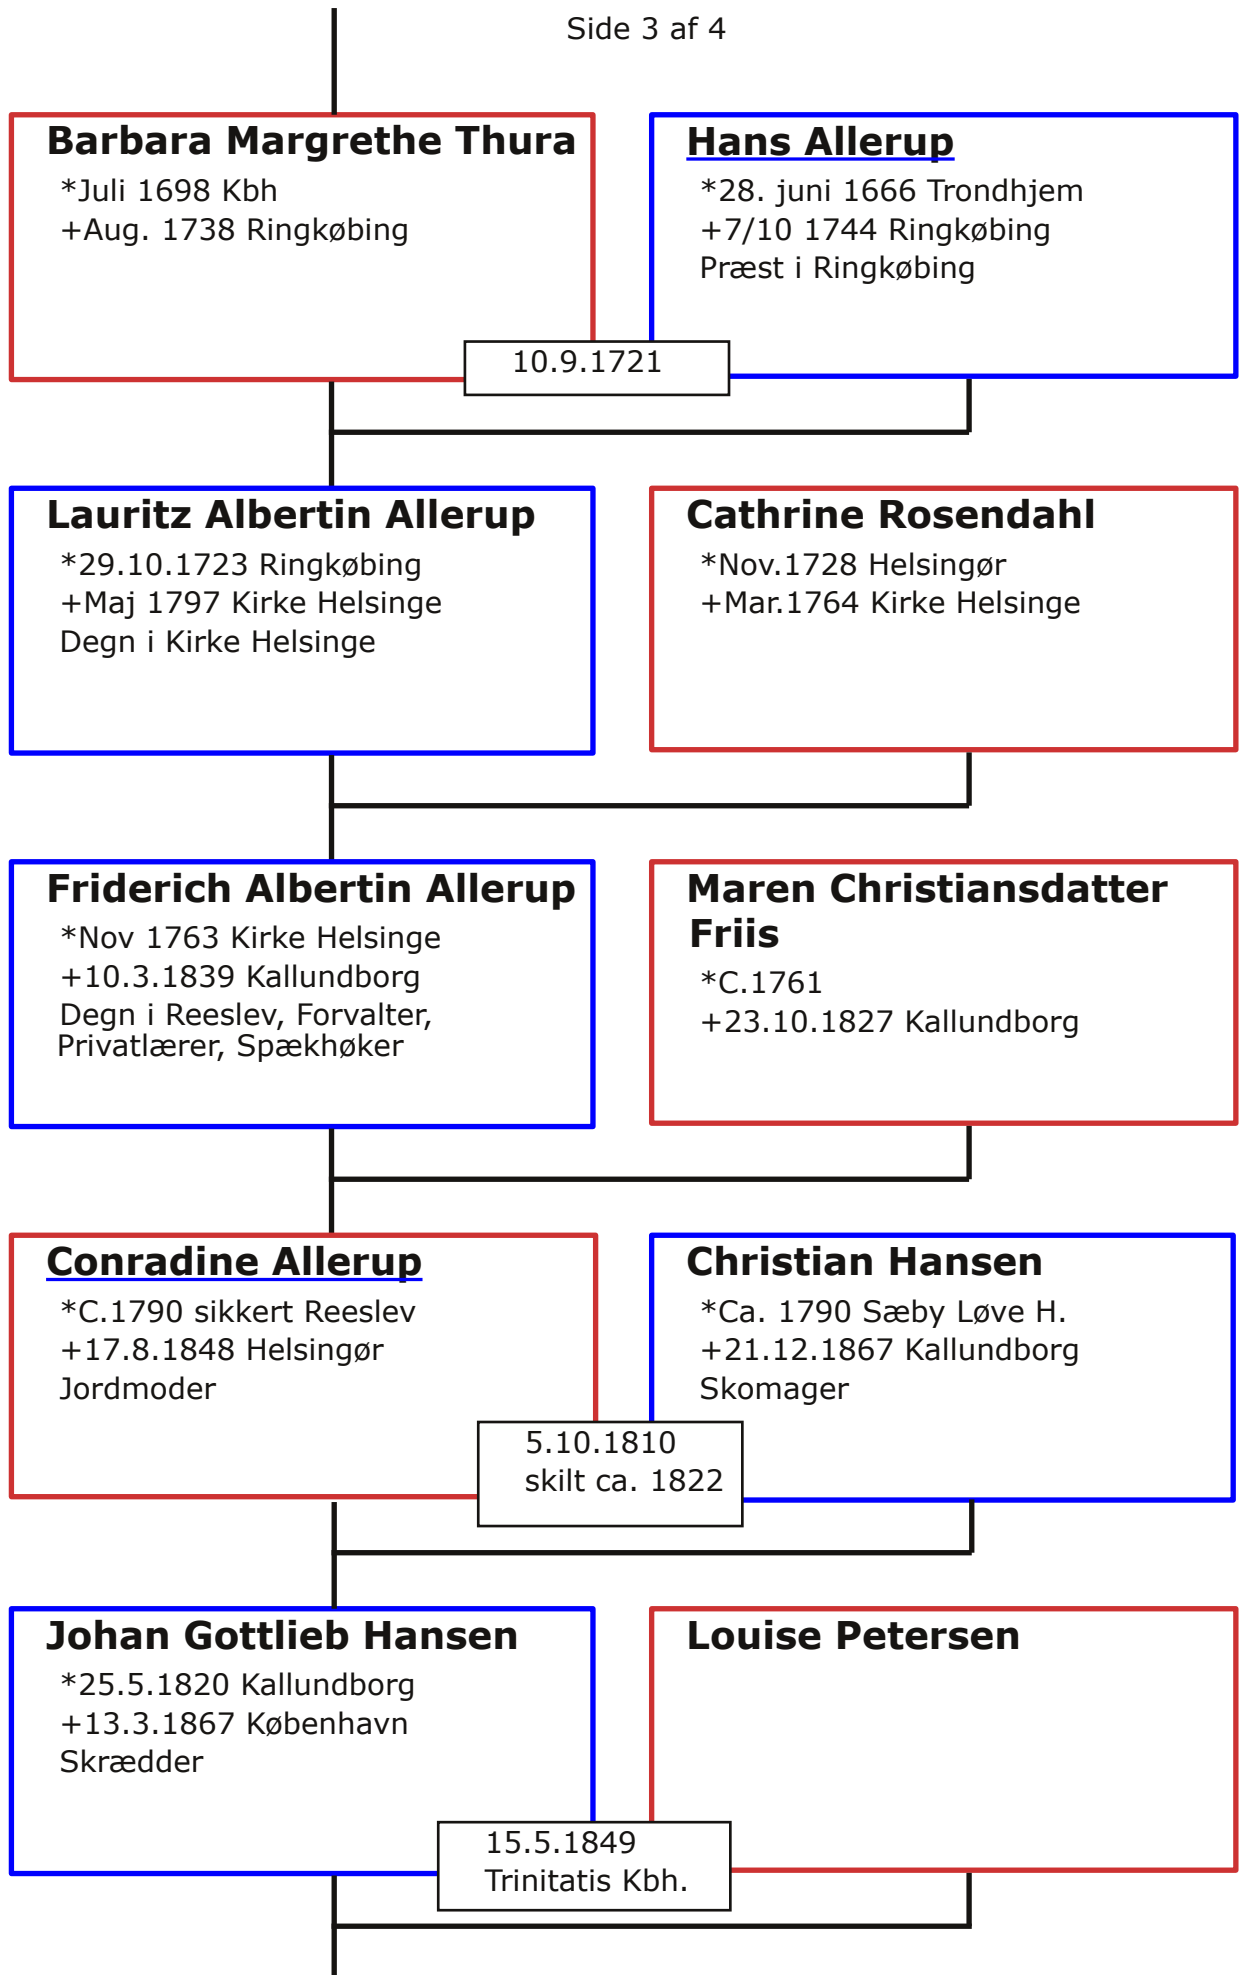 Side 3 af 4
Barbara Margrethe Thura
*Juli 1698 Kbh
+Aug. 1738 Ringkøbing
Hans Allerup
*28. juni 1666 Trondhjem
+7/10 1744 Ringkøbing
Præst i Ringkøbing
10.9.1721
Lauritz Albertin Allerup
*29.10.1723 Ringkøbing
+Maj 1797 Kirke Helsinge
Degn i Kirke Helsinge
Cathrine Rosendahl
*Nov.1728 Helsingør
+Mar.1764 Kirke Helsinge
Friderich Albertin Allerup
*Nov 1763 Kirke Helsinge
+10.3.1839 Kallundborg
Degn i Reeslev, Forvalter,
Privatlærer, Spækhøker
Maren Christiansdatter
Friis
*C.1761
+23.10.1827 Kallundborg
Conradine Allerup
*C.1790 sikkert Reeslev
+17.8.1848 Helsingør
Jordmoder
Christian Hansen
*Ca. 1790 Sæby Løve H.
+21.12.1867 Kallundborg
Skomager
5.10.1810
skilt ca. 1822
Johan Gottlieb Hansen
*25.5.1820 Kallundborg
+13.3.1867 København
Skrædder
Louise Petersen
15.5.1849
Trinitatis Kbh.